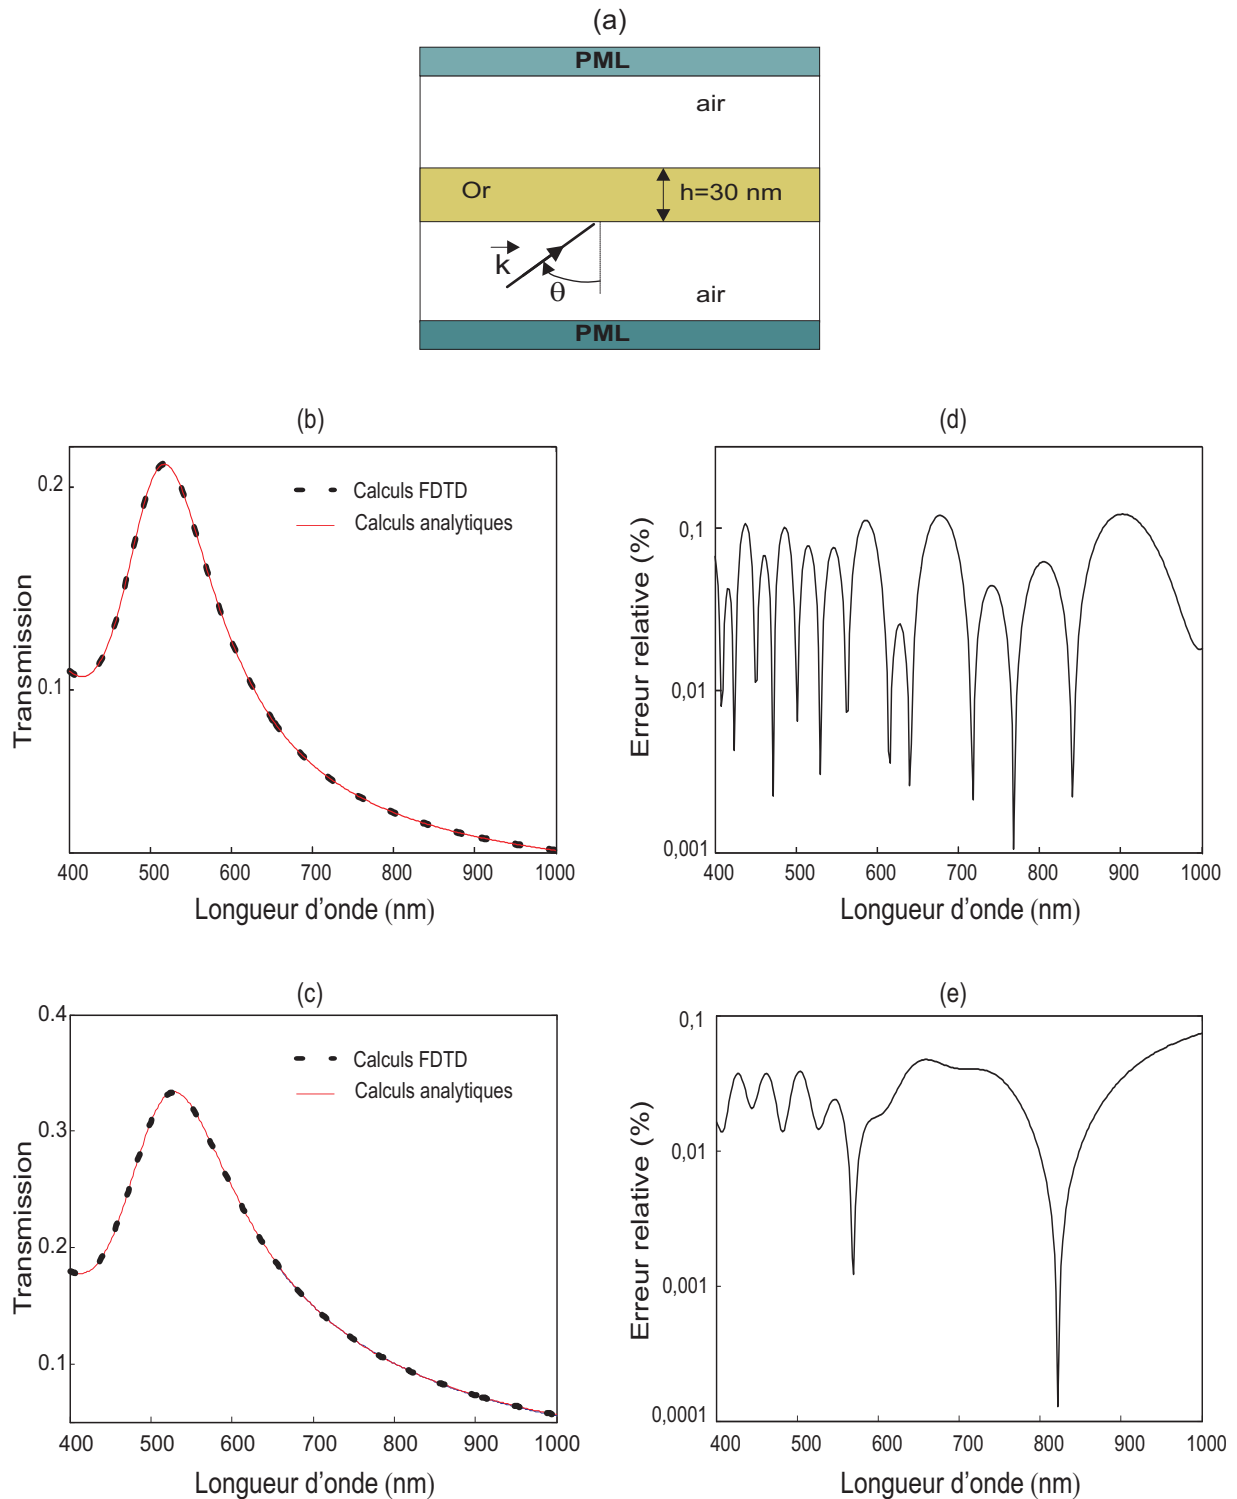 (a)
PML
air
Or
h=30 nm
k
θ
air
PML
(b)
Transmission
0.2
0.1
Calculs FDTD
Calculs analytiques
400 500 600 700 800 900 1000
Longueur d'onde (nm)
(d)
Erreur relative (%)
0,1
0,01
0,001
400 500 600 700 800 900 1000
Longueur d'onde (nm)
(c)
Transmission
0.4
0.3
0.2
0.1
Calculs FDTD
Calculs analytiques
400 500 600 700 800 900 1000
Longueur d'onde (nm)
(e)
Erreur relative (%)
0,1
0,01
0,001
0,0001
400 500 600 700 800 900 1000
Longueur d'onde (nm)